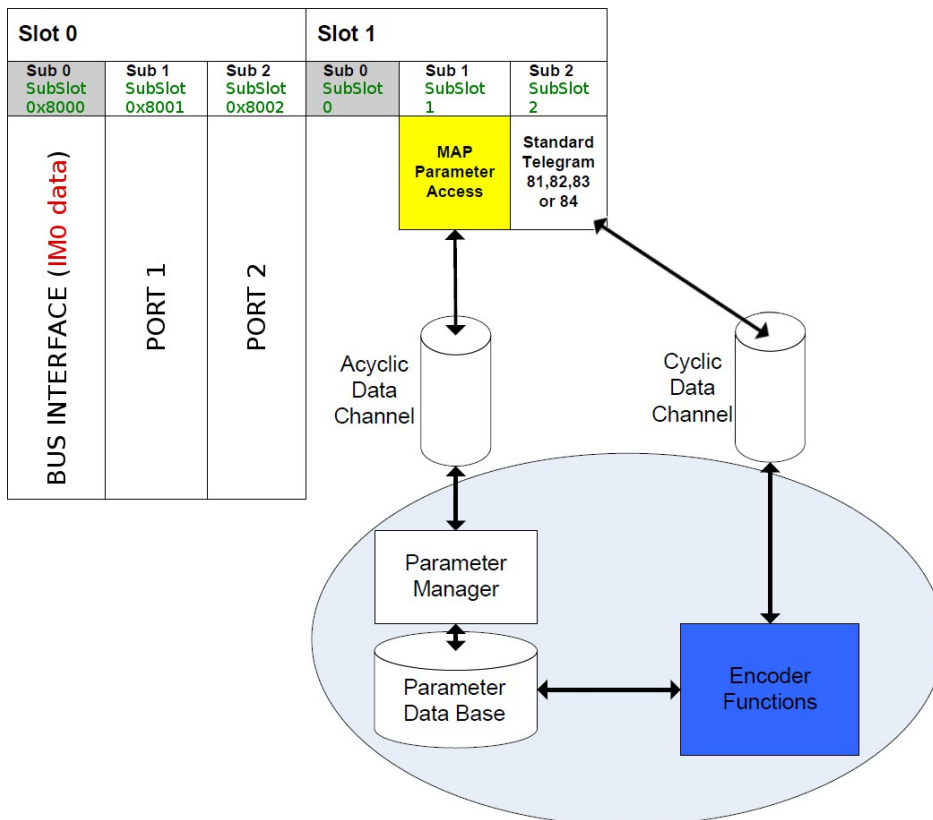 Slot 0
Slot 1
Sub 0
SubSlot
0x8000
Sub 1
SubSlot
0x8001
Sub 2
SubSlot
0x8002
Sub 0
SubSlot
0
Sub 1
SubSlot
1
Sub 2
SubSlot
2
BUS INTERFACE (IM0 data)
PORT 1
PORT 2
MAP
Parameter
Access
Standard
Telegram
81,82,83
or 84
Acyclic
Data
Channel
Cyclic
Data
Channel
Parameter
Manager
Parameter
Data Base
Encoder
Functions